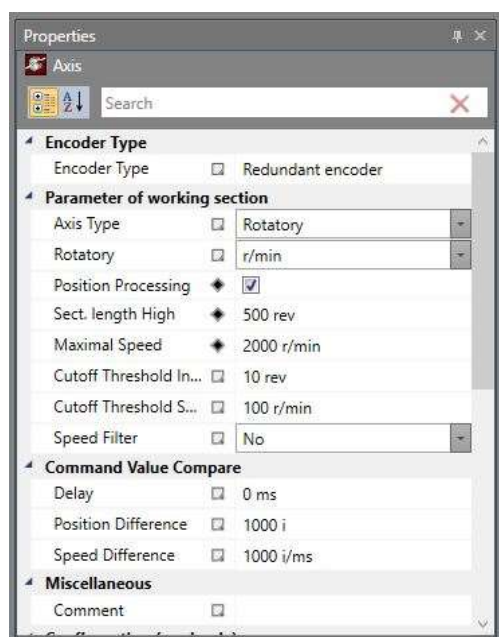 Properties
Axis
A Z Search
Encoder Type
Encoder Type Redundant encoder
Parameter of working section
Axis Type Rotatory
Rotatory r/min
Position Processing
Sect. length High 500 rev
Maximal Speed 2000 r/min
Cutoff Threshold In... 10 rev
Cutoff Threshold S... 100 r/min
Speed Filter No
Command Value Compare
Delay 0 ms
Position Difference 1000 i
Speed Difference 1000 i/ms
Miscellaneous
Comment